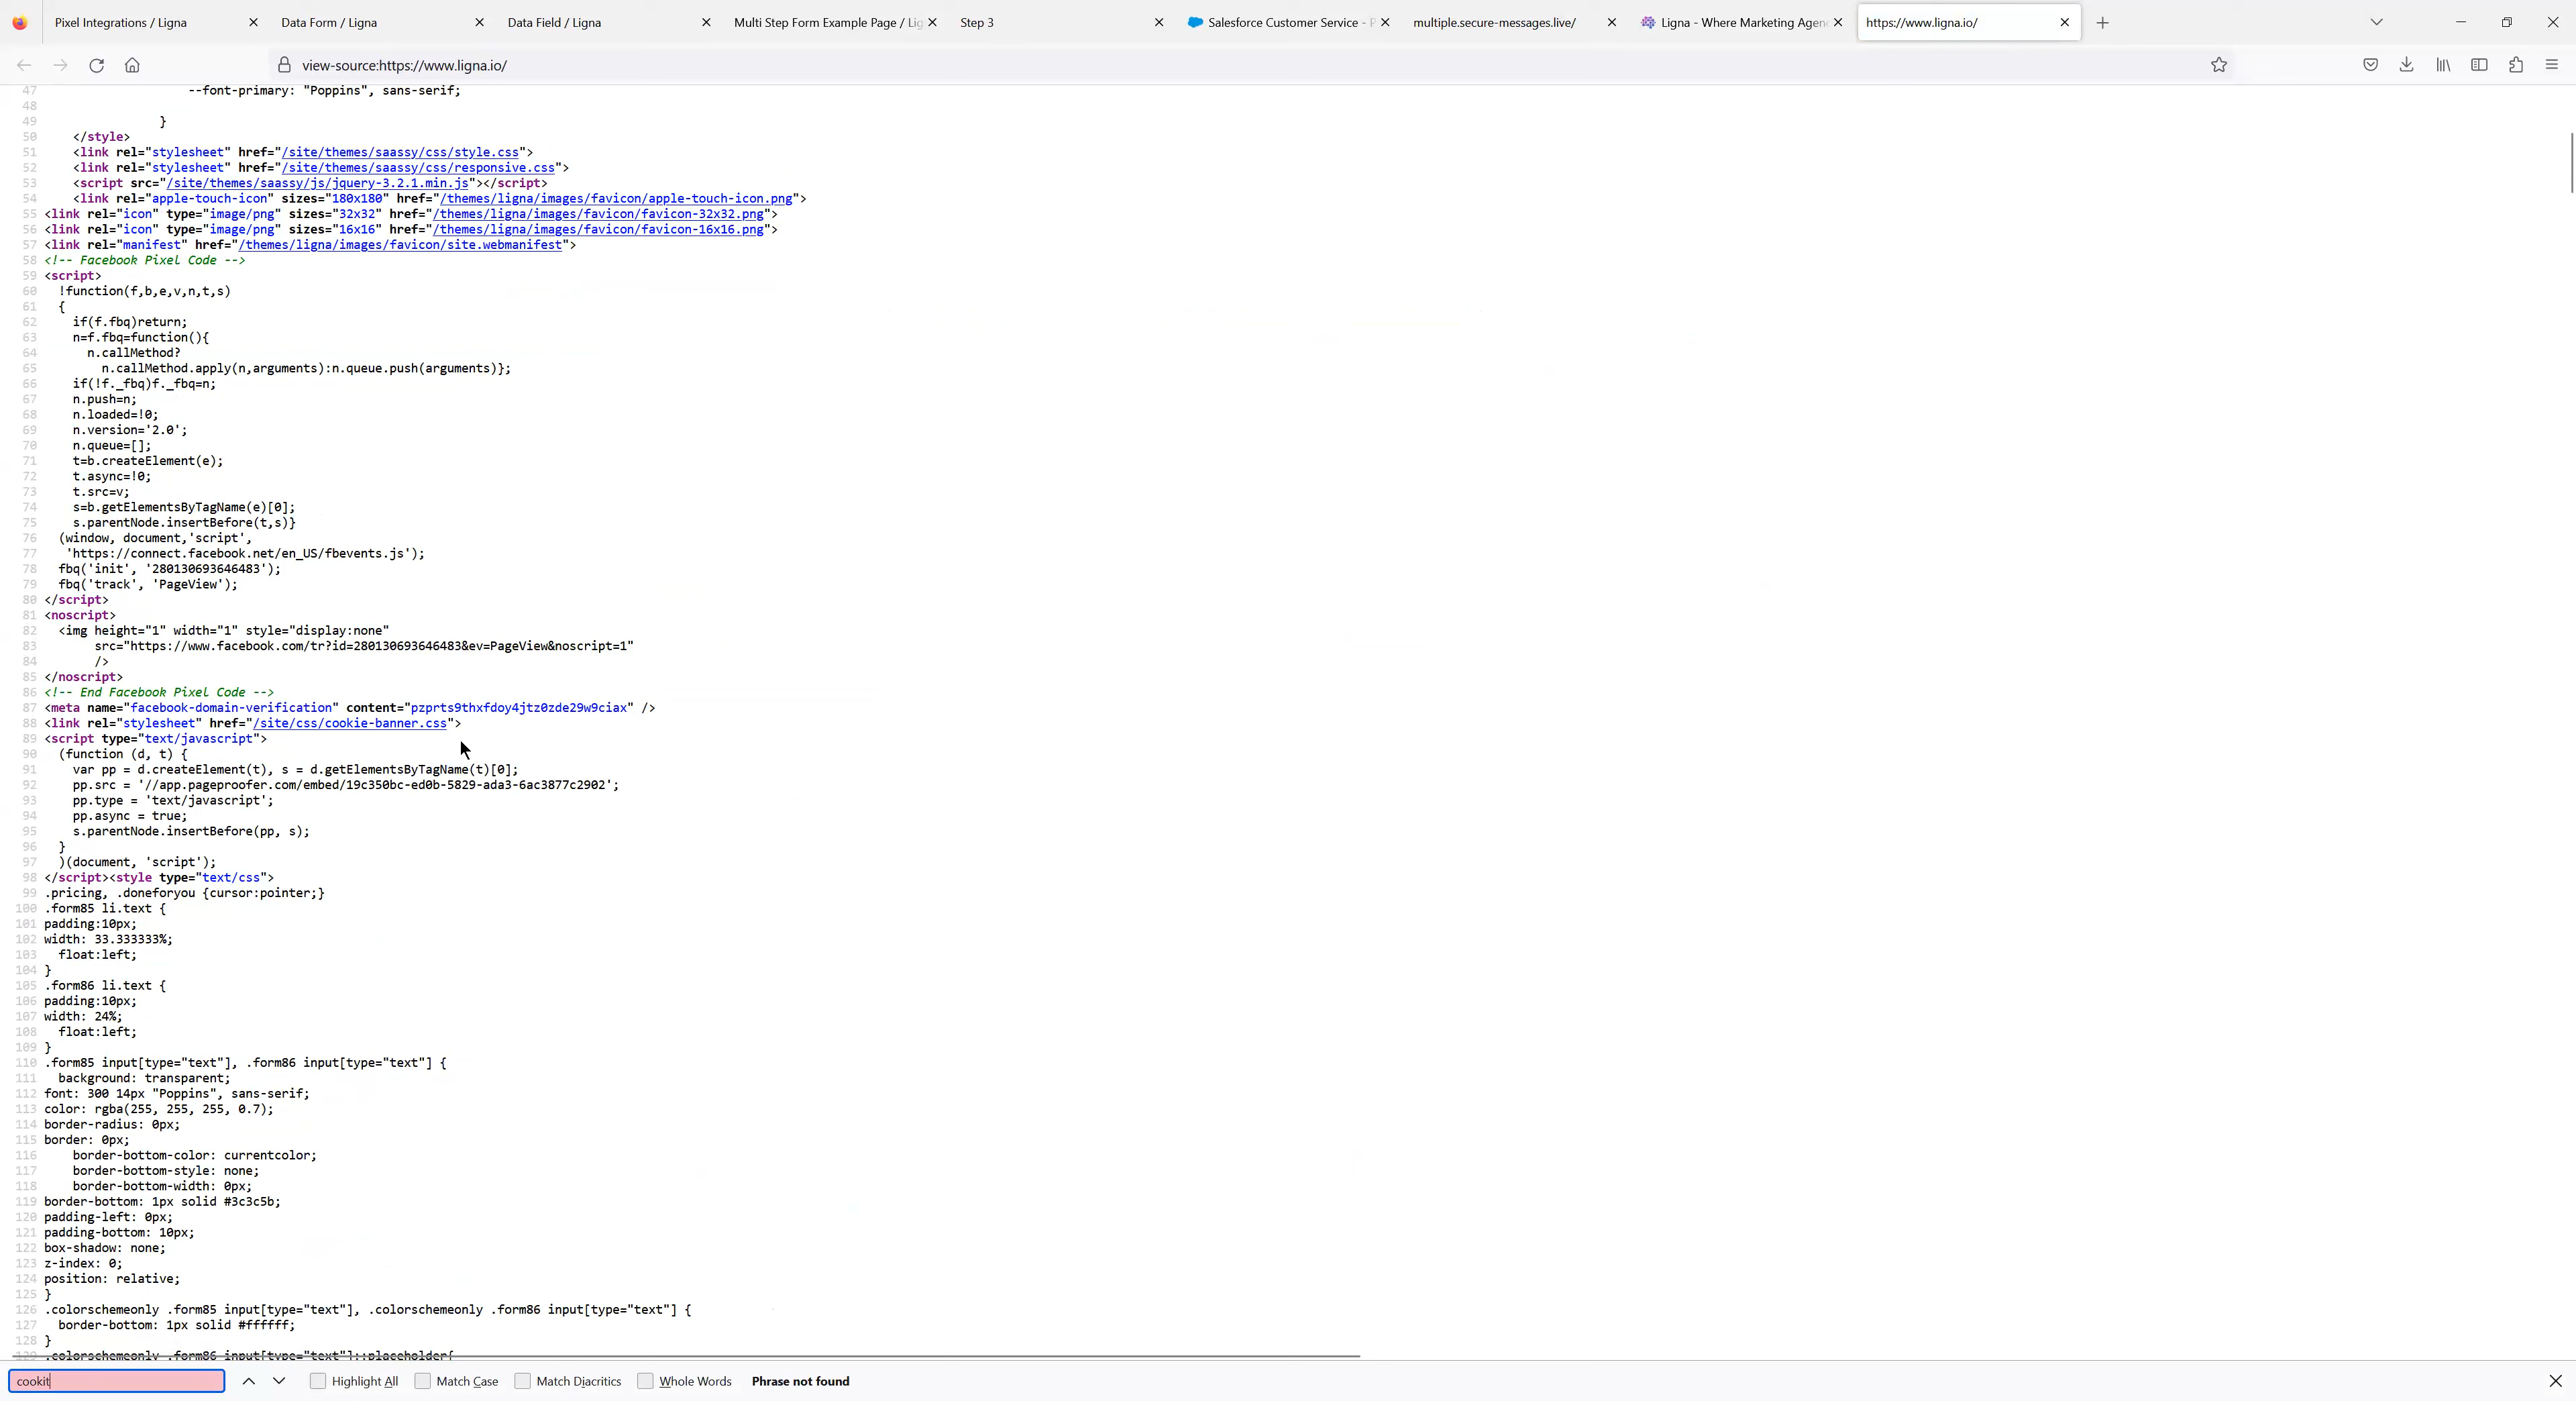 Pixel Integrations / Ligna
Data Form / Ligna
Data Field / Ligna
Multi Step Form Example Page / Lig
Step 3
Salesforce Customer Service - P
multiple.secure-messages.live/
Ligna - Where Marketing Agen
https://www.ligna.io/
view-source:https://www.ligna.io/
47 --font-primary: "Poppins", sans-serif;
48
49 }
50 </style>
51 <link rel="stylesheet" href="/site/themes/saassy/css/style.css">
52 <link rel="stylesheet" href="/site/themes/saassy/css/responsive.css">
53 <script src="/site/themes/saassy/js/jquery-3.2.1.min.js"></script>
54 <link rel="apple-touch-icon" sizes="180x180" href="/themes/ligna/images/favicon/apple-touch-icon.png">
55 <link rel="icon" type="image/png" sizes="32x32" href="/themes/ligna/images/favicon/favicon-32x32.png">
56 <link rel="icon" type="image/png" sizes="16x16" href="/themes/ligna/images/favicon/favicon-16x16.png">
57 <link rel="manifest" href="/themes/ligna/images/favicon/site.webmanifest">
58 <!-- Facebook Pixel Code -->
59 <script>
60 !function(f,b,e,v,n,t,s)
61 {
62 if(f.fbq)return;
63 n=f.fbq=function(){
64 n.callMethod?
65 n.callMethod.apply(n,arguments):n.queue.push(arguments)};
66 if(!f._fbq)f._fbq=n;
67 n.push=n;
68 n.loaded=!0;
69 n.version='2.0';
70 n.queue=[];
71 t=b.createElement(e);
72 t.async=!0;
73 t.src=v;
74 s=b.getElementsByTagName(e)[0];
75 s.parentNode.insertBefore(t,s)}
76 (window, document,'script',
77 'https://connect.facebook.net/en_US/fbevents.js');
78 fbq('init', '280130693646483');
79 fbq('track', 'PageView');
80 </script>
81 <noscript>
82 <img height="1" width="1" style="display:none"
83 src="https://www.facebook.com/tr?id=280130693646483&ev=PageView&noscript=1"
84 />
85 </noscript>
86 <!-- End Facebook Pixel Code -->
87 <meta name="facebook-domain-verification" content="pzprts9thxfdoy4jtz0zde29w9ciax" />
88 <link rel="stylesheet" href="/site/css/cookie-banner.css">
89 <script type="text/javascript">
90 (function (d, t) {
91 var pp = d.createElement(t), s = d.getElementsByTagName(t)[0];
92 pp.src = '//app.pageproofer.com/embed/19c350bc-ed0b-5829-ada3-6ac3877c2902';
93 pp.type = 'text/javascript';
94 pp.async = true;
95 s.parentNode.insertBefore(pp, s);
96 }
97 )(document, 'script');
98 </script><style type="text/css">
99 .pricing, .doneforyou {cursor:pointer;}
100 .form85 li.text {
101 padding:10px;
102 width: 33.333333%;
103 float:left;
104 }
105 .form86 li.text {
106 padding:10px;
107 width: 24%;
108 float:left;
109 }
110 .form85 input[type="text"], .form86 input[type="text"] {
111 background: transparent;
112 font: 300 14px "Poppins", sans-serif;
113 color: rgba(255, 255, 255, 0.7);
114 border-radius: 0px;
115 border: 0px;
116 border-bottom-color: currentcolor;
117 border-bottom-style: none;
118 border-bottom-width: 0px;
119 border-bottom: 1px solid #3c3c5b;
120 padding-left: 0px;
121 padding-bottom: 10px;
122 box-shadow: none;
123 z-index: 0;
124 position: relative;
125 }
126 .colorschemeonly .form85 input[type="text"], .colorschemeonly .form86 input[type="text"] {
127 border-bottom: 1px solid #ffffff;
128 }
129 .colorschemeonly .form86 input[type="text"]::placeholder{
cookit Highlight All Match Case Match Diacritics Whole Words Phrase not found